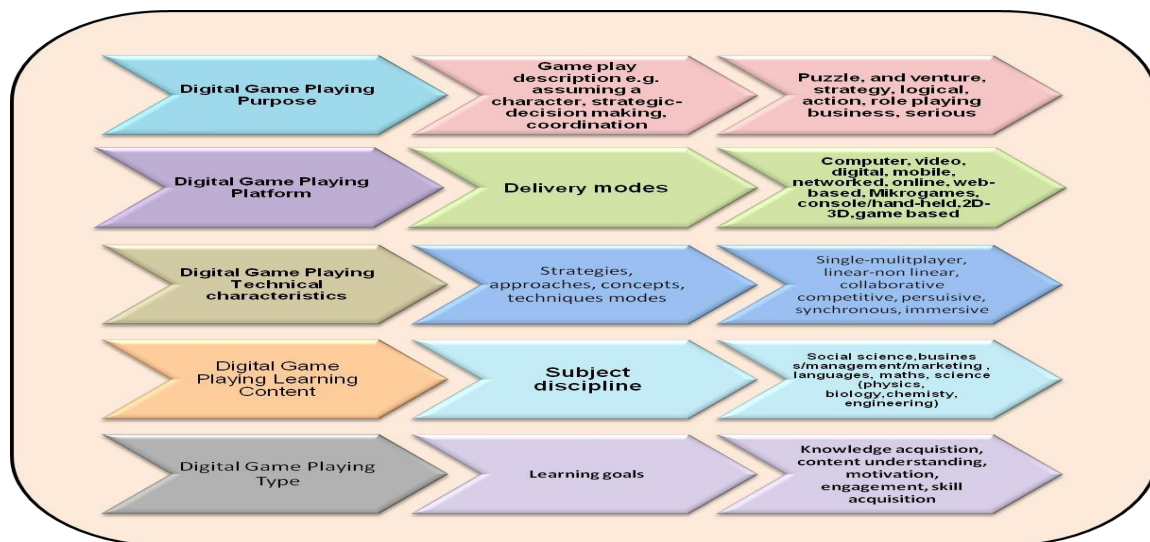 Digital Game Playing
Purpose
Game play
description e.g.
assuming a
character, strategic-
decision making,
coordination
Puzzle, and venture,
strategy, logical,
action, role playing
business, serious
Digital Game Playing
Platform
Delivery modes
Computer, video,
digital, mobile,
networked, online, web-
based, Mikrogames,
console/hand-held,2D-
3D,game based
Digital Game Playing
Technical
characteristics
Strategies,
approaches, concepts,
techniques modes
Single-mulitplayer,
linear-non linear,
collaborative
competitive, persuisive,
synchronous, immersive
Digital Game
Playing Learning
Content
Subject
discipline
Social science,busines
s/management/marketing ,
languages, maths, science
(physics,
biology,chemisty,
engineering)
Digital Game Playing
Type
Learning goals
Knowledge acquistion,
content understanding,
motivation,
engagement, skill
acquisition